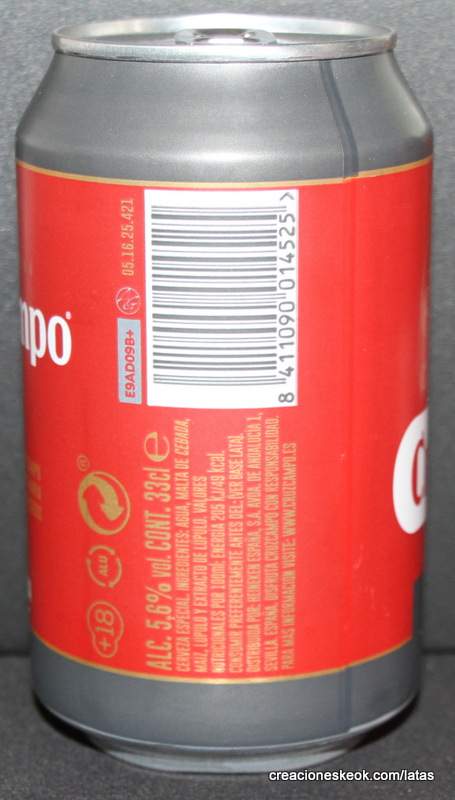 mpo
+18
ALU
ALC. 5,6% vol. CONT. 33cl e
CERVEZA ESPECIAL. INGREDIENTES: AGUA, MALTA DE CEBADA,
MAÍZ, LÚPULO Y EXTRACTO DE LÚPULO. VALORES
NUTRICIONALES POR 100ml: ENERGÍA 205 kJ/49 kcal.
CONSUMIR PREFERENTEMENTE ANTES DEL: (VER BASE LATA).
DISTRIBUIDO POR HEINEKEN ESPAÑA, S.A. AVDA. DE ANDALUCÍA 1,
SEVILLA. ESPAÑA. DISFRUTA CRUZCAMPO CON RESPONSABILIDAD.
PARA MÁS INFORMACIÓN VISITE: WWW.CRUZCAMPO.ES
E9AD09B+
05.16.25.421
8 411090 014525 >
C
creacioneskeok.com/latas